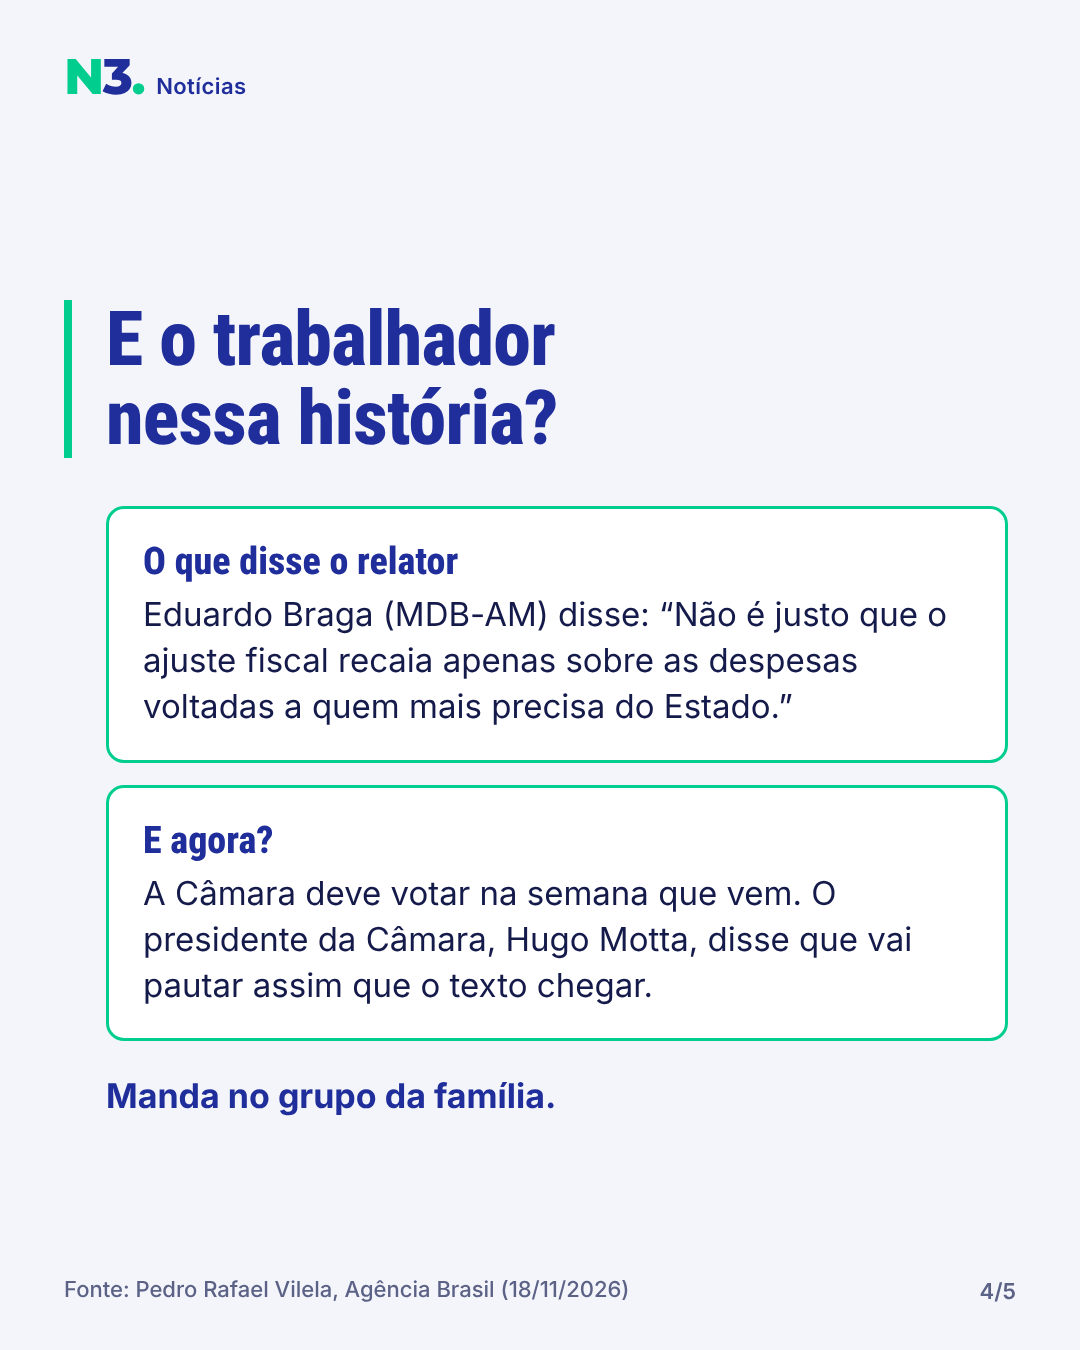 N3. Notícias
E o trabalhador
nessa história?
O que disse o relator
Eduardo Braga (MDB-AM) disse: “Não é justo que o
ajuste fiscal recaia apenas sobre as despesas
voltadas a quem mais precisa do Estado.”
E agora?
A Câmara deve votar na semana que vem. O
presidente da Câmara, Hugo Motta, disse que vai
pautar assim que o texto chegar.
Manda no grupo da família.
Fonte: Pedro Rafael Vilela, Agência Brasil (18/11/2026)
4/5